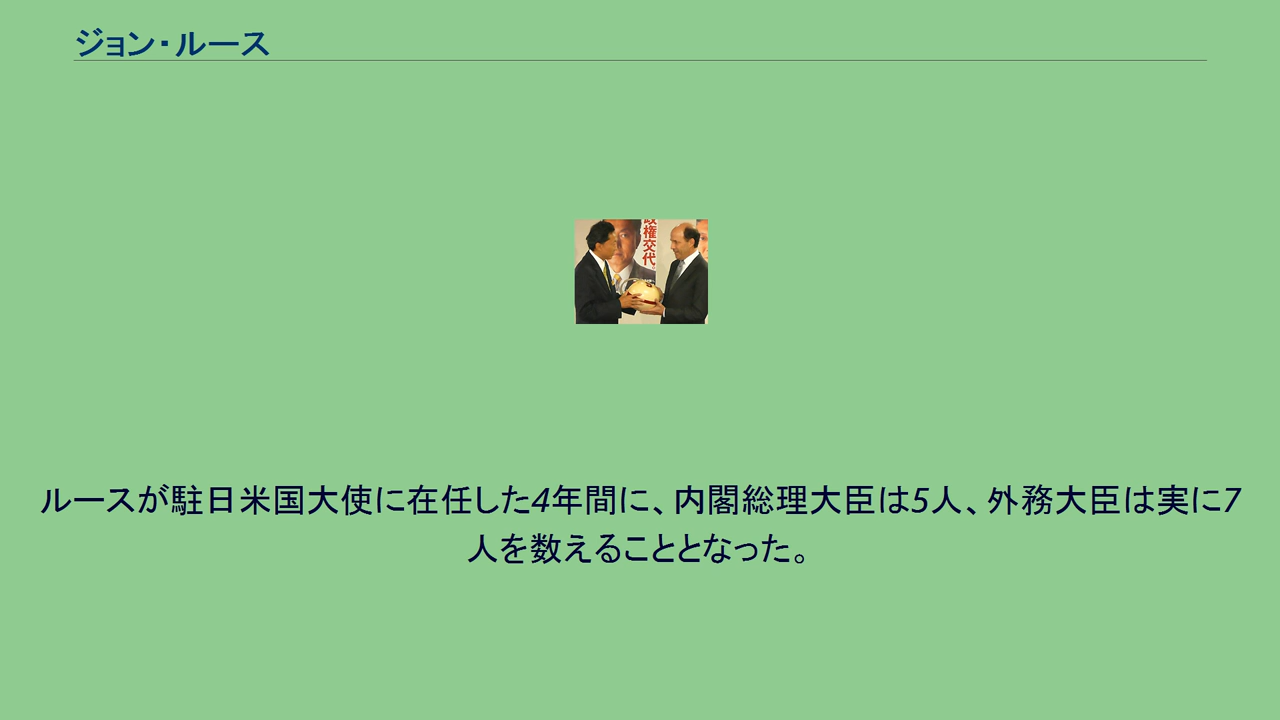 ジョン・ルース
政権交代。
ルースが駐日米国大使に在任した4年間に、内閣総理大臣は5人、外務大臣は実に7
人を数えることとなった。